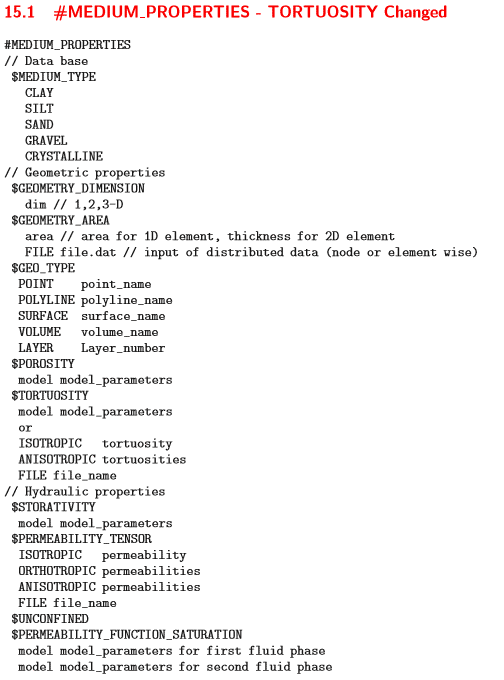 15.1 #MEDIUM_PROPERTIES - TORTUOSITY Changed
#MEDIUM_PROPERTIES
// Data base
$MEDIUM_TYPE
CLAY
SILT
SAND
GRAVEL
CRYSTALLINE
// Geometric properties
$GEOMETRY_DIMENSION
dim // 1,2,3-D
$GEOMETRY_AREA
area // area for 1D element, thickness for 2D element
FILE file.dat // input of distributed data (node or element wise)
$GEO_TYPE
POINT point_name
POLYLINE polyline_name
SURFACE surface_name
VOLUME volume_name
LAYER Layer_number
$POROSITY
model model_parameters
$TORTUOSITY
model model_parameters
or
ISOTROPIC tortuosity
ANISOTROPIC tortuosities
FILE file_name
// Hydraulic properties
$STORATIVITY
model model_parameters
$PERMEABILITY_TENSOR
ISOTROPIC permeability
ORTHOTROPIC permeabilities
ANISOTROPIC permeabilities
FILE file_name
$UNCONFINED
$PERMEABILITY_FUNCTION_SATURATION
model model_parameters for first fluid phase
model model_parameters for second fluid phase